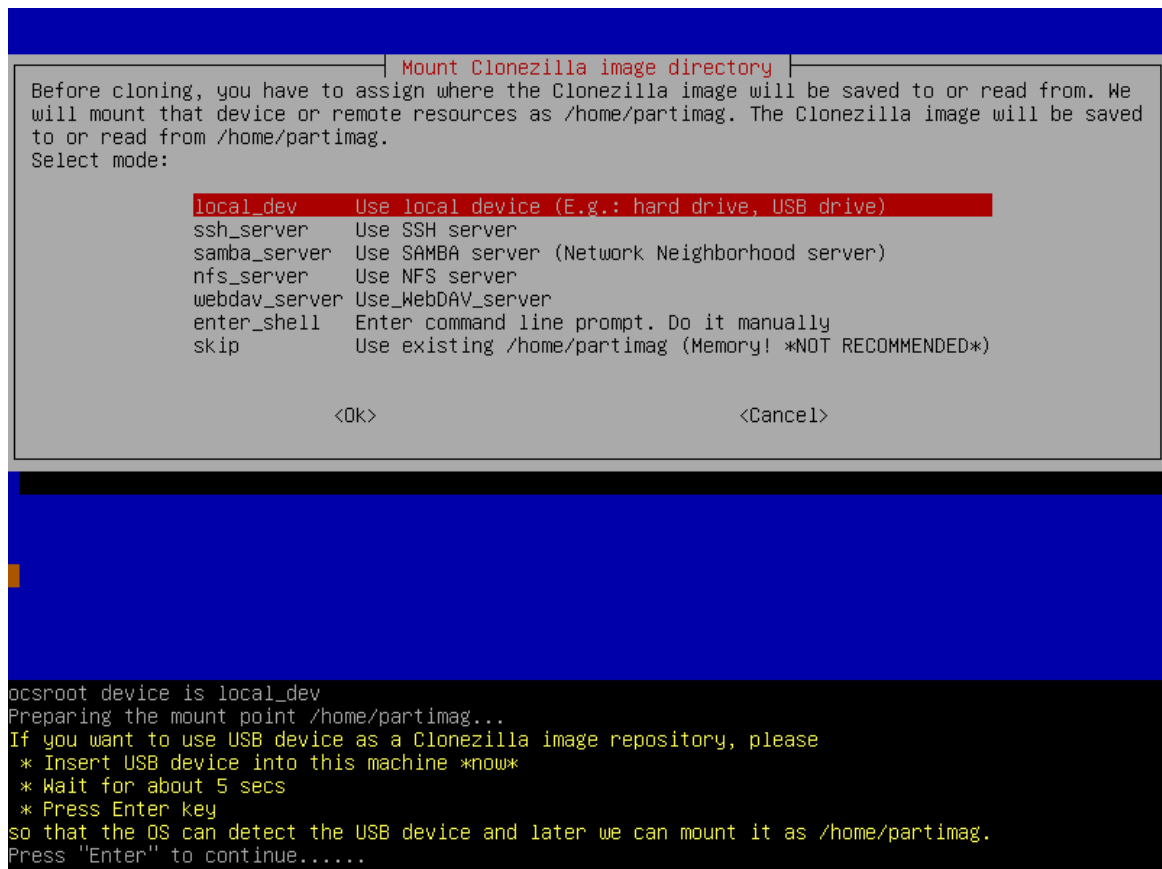 Mount Clonezilla image directory
Before cloning, you have to assign where the Clonezilla image will be saved to or read from. We
will mount that device or remote resources as /home/partimag. The Clonezilla image will be saved
to or read from /home/partimag.
Select mode:
local_dev Use local device (E.g.: hard drive, USB drive)
ssh_server Use SSH server
samba_server Use SAMBA server (Network Neighborhood server)
nfs_server Use NFS server
webdav_server Use_WebDAV_server
enter_shell Enter command line prompt. Do it manually
skip Use existing /home/partimag (Memory! *NOT RECOMMENDED*)
<Ok> <Cancel>
ocsroot device is local_dev
Preparing the mount point /home/partimag...
If you want to use USB device as a Clonezilla image repository, please
* Insert USB device into this machine *now*
* Wait for about 5 secs
* Press Enter key
so that the OS can detect the USB device and later we can mount it as /home/partimag.
Press "Enter" to continue......